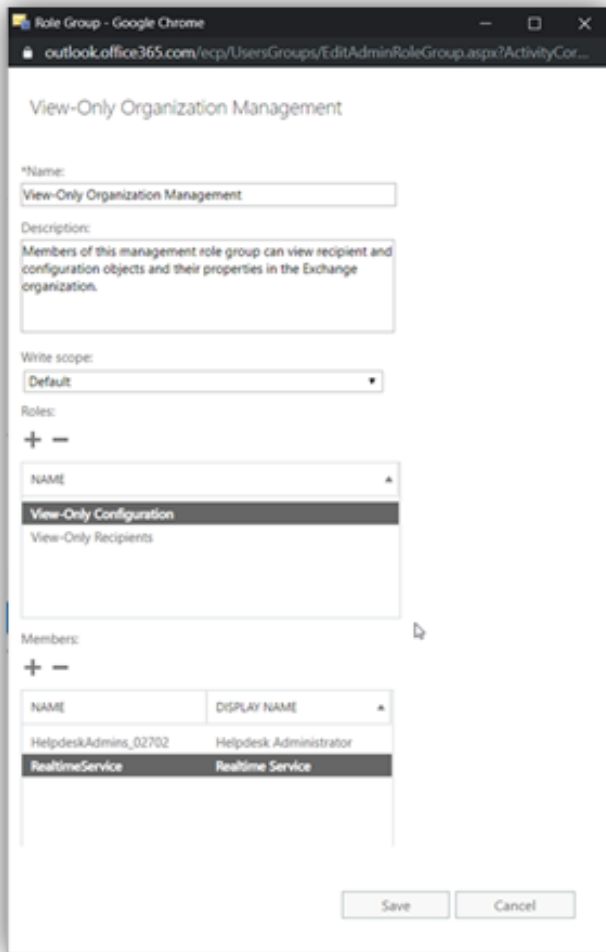 Role Group - Google Chrome
outlook.office365.com/ecp/UsersGroups/EditAdminRoleGroup.aspx?ActivityCor...
View-Only Organization Management
*Name:
View-Only Organization Management
Description:
Members of this management role group can view recipient and
configuration objects and their properties in the Exchange
organization.
Write scope:
Default
Roles:
NAME
View-Only Configuration
View-Only Recipients
Members:
NAME DISPLAY NAME
HelpdeskAdmins_02702 Helpdesk Administrator
RealtimeService Realtime Service
Save Cancel